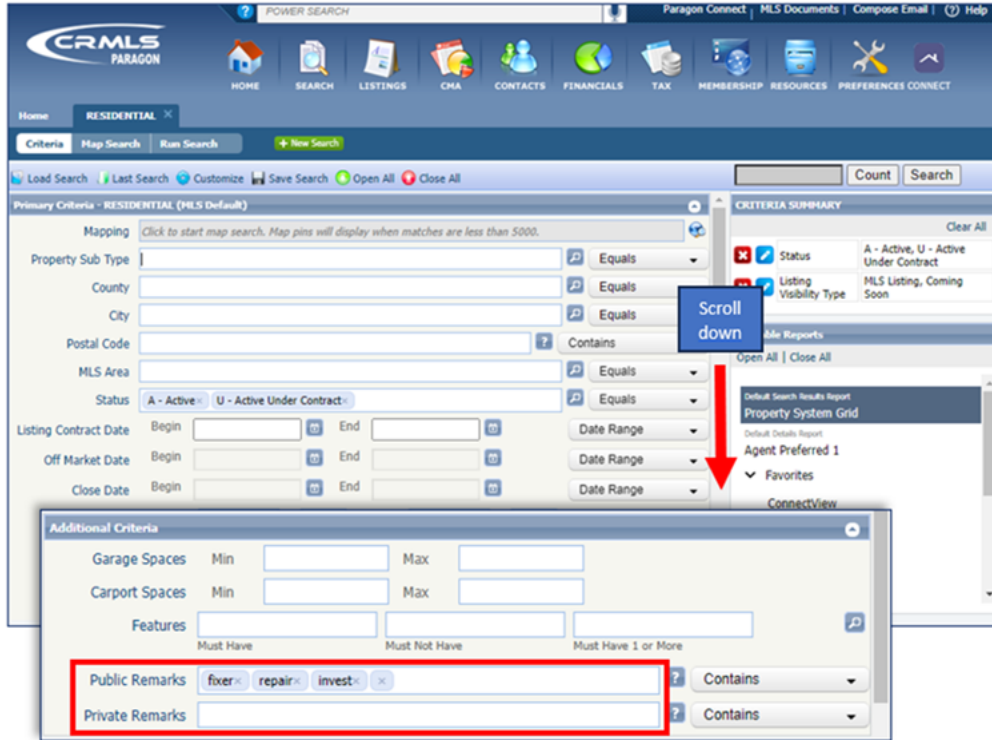 POWER SEARCH
Paragon Connect | MLS Documents | Compose Email | Help
CRMLS
PARAGON
HOME SEARCH LISTINGS CMA CONTACTS FINANCIALS TAX MEMBERSHIP RESOURCES PREFERENCES CONNECT
Home RESIDENTIAL
Criteria Map Search Run Search + New Search
Load Search Last Search Customize Save Search Open All Close All
Count Search
Primary Criteria - RESIDENTIAL (MLS Default)
Mapping Click to start map search. Map pins will display when matches are less than 5000.
Property Sub Type Equals
County Equals
City Equals
Postal Code ? Contains
MLS Area Equals
Status A - Active× U - Active Under Contract× Equals
Listing Contract Date Begin End Date Range
Off Market Date Begin End Date Range
Close Date Begin End Date Range
Scroll
down
CRITERIA SUMMARY
Clear All
Status A - Active, U - Active
Under Contract
Listing MLS Listing, Coming
Visibility Type Soon
ble Reports
Open All | Close All
Default Search Results Report
Property System Grid
Default Details Report
Agent Preferred 1
Favorites
ConnectView
Additional Criteria
Garage Spaces Min Max
Carport Spaces Min Max
Features
Must Have Must Not Have Must Have 1 or More
Public Remarks fixer× repair× invest× × ? Contains
Private Remarks ? Contains